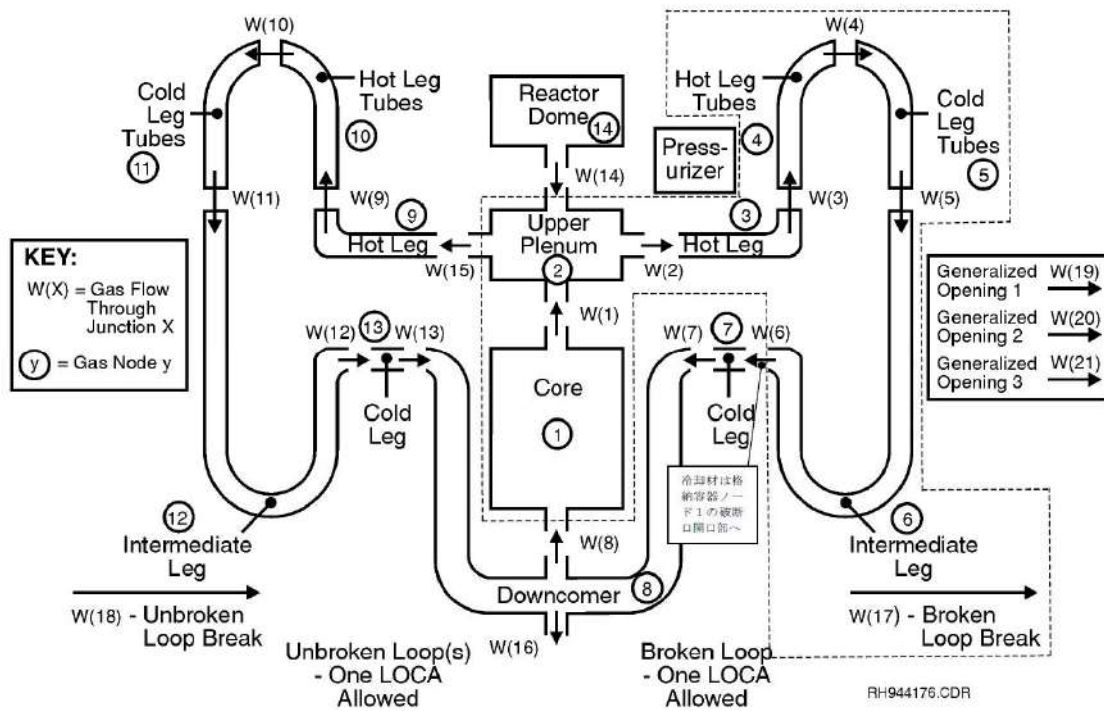 W(10)
W(4)
Cold
Leg
Tubes
11
Hot Leg
Tubes
10
Reactor
Dome
14
Hot Leg
Tubes
4
Cold
Leg
Tubes
5
Press-
urizer
W(14)
W(11)
W(9)
9
Hot Leg
W(15)
Upper
Plenum
2
W(2)
3
Hot Leg
W(3)
W(5)
KEY:
W(X) = Gas Flow
Through
Junction X
y = Gas Node y
Generalized
Opening 1
W(19)
Generalized
Opening 2
W(20)
Generalized
Opening 3
W(21)
W(1)
W(12)
13
W(13)
Cold
Leg
Core
1
W(7)
7
W(6)
Cold
Leg
冷却材は格
納容器ノー
ド1の破断
口開口部へ
12
Intermediate
Leg
W(8)
Downcomer
8
6
Intermediate
Leg
W(18) - Unbroken
Loop Break
W(16)
W(17) - Broken
Loop Break
Unbroken Loop(s)
- One LOCA
Allowed
Broken Loop
- One LOCA
Allowed
RH944176.CDR